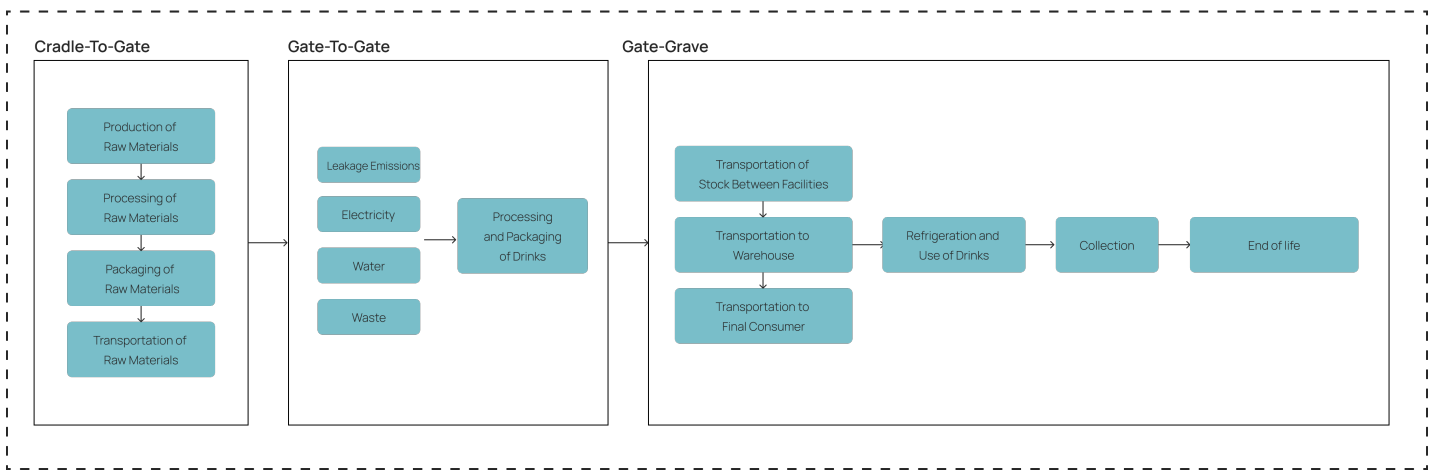 Cradle-To-Gate
Production of
Raw Materials
Processing of
Raw Materials
Packaging of
Raw Materials
Transportation of
Raw Materials
Gate-To-Gate
Leakage Emissions
Electricity
Water
Waste
Processing
and Packaging
of Drinks
Gate-Grave
Transportation of
Stock Between Facilities
Transportation to
Warehouse
Transportation to
Final Consumer
Refrigeration and
Use of Drinks
Collection
End of life